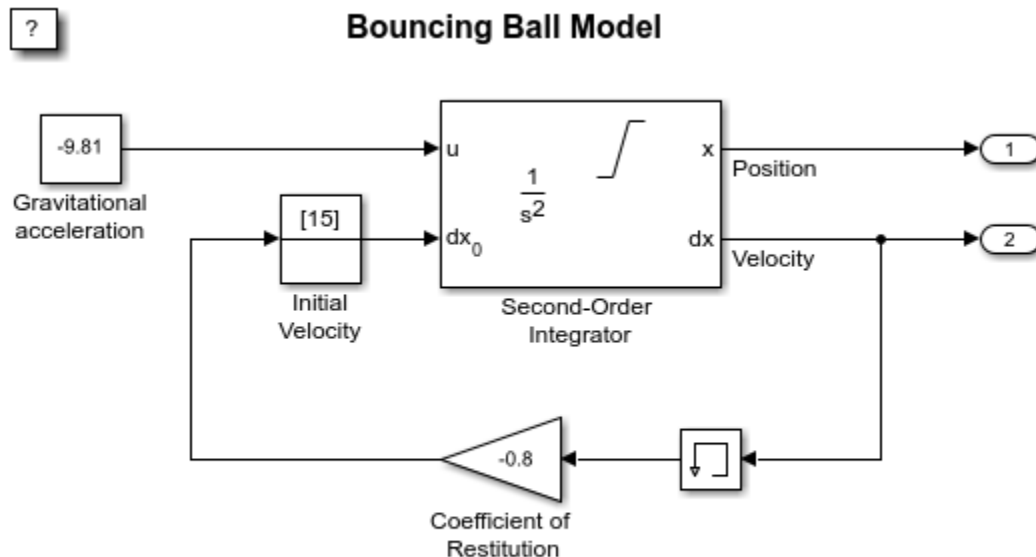 ?
Bouncing Ball Model
-9.81
Gravitational
acceleration
u
x
1
Position
1
s2
[15]
dx0
dx
2
Velocity
Initial
Velocity
Second-Order
Integrator
-0.8
Coefficient of
Restitution